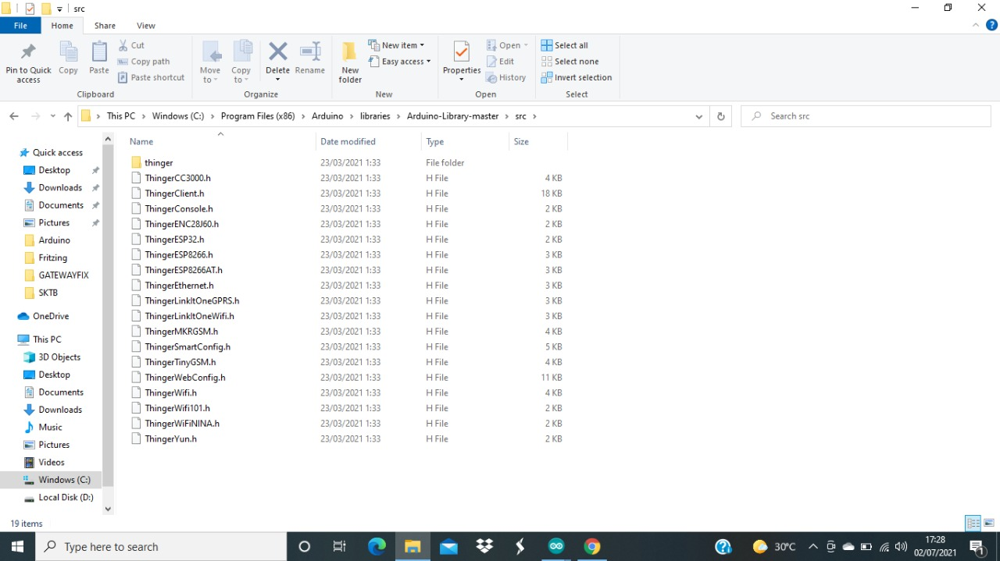 src
File Home Share View
Pin to Quick access
Copy
Paste
Cut
Copy path
Paste shortcut
Clipboard
Move to
Copy to
Delete
Rename
Organize
New folder
New item
Easy access
New
Properties
Open
Edit
History
Open
Select all
Select none
Invert selection
Select
This PC Windows (C:) Program Files (x86) Arduino libraries Arduino-Library-master src
Search src
Quick access
Desktop
Downloads
Documents
Pictures
Arduino
Fritzing
GATEWAYFIX
SKTB
OneDrive
This PC
3D Objects
Desktop
Documents
Downloads
Music
Pictures
Videos
Windows (C:)
Local Disk (D:)
Name Date modified Type Size
thinger 23/03/2021 1:33 File folder
ThingerCC3000.h 23/03/2021 1:33 H File 4 KB
ThingerClient.h 23/03/2021 1:33 H File 18 KB
ThingerConsole.h 23/03/2021 1:33 H File 2 KB
ThingerENC28J60.h 23/03/2021 1:33 H File 2 KB
ThingerESP32.h 23/03/2021 1:33 H File 2 KB
ThingerESP8266.h 23/03/2021 1:33 H File 3 KB
ThingerESP8266AT.h 23/03/2021 1:33 H File 3 KB
ThingerEthernet.h 23/03/2021 1:33 H File 3 KB
ThingerLinkItOneGPRS.h 23/03/2021 1:33 H File 3 KB
ThingerLinkItOneWifi.h 23/03/2021 1:33 H File 3 KB
ThingerMKRGSM.h 23/03/2021 1:33 H File 4 KB
ThingerSmartConfig.h 23/03/2021 1:33 H File 5 KB
ThingerTinyGSM.h 23/03/2021 1:33 H File 4 KB
ThingerWebConfig.h 23/03/2021 1:33 H File 11 KB
ThingerWifi.h 23/03/2021 1:33 H File 4 KB
ThingerWifi101.h 23/03/2021 1:33 H File 2 KB
ThingerWiFiNINA.h 23/03/2021 1:33 H File 2 KB
ThingerYun.h 23/03/2021 1:33 H File 2 KB
19 items
Type here to search
30°C
17:28
02/07/2021
1